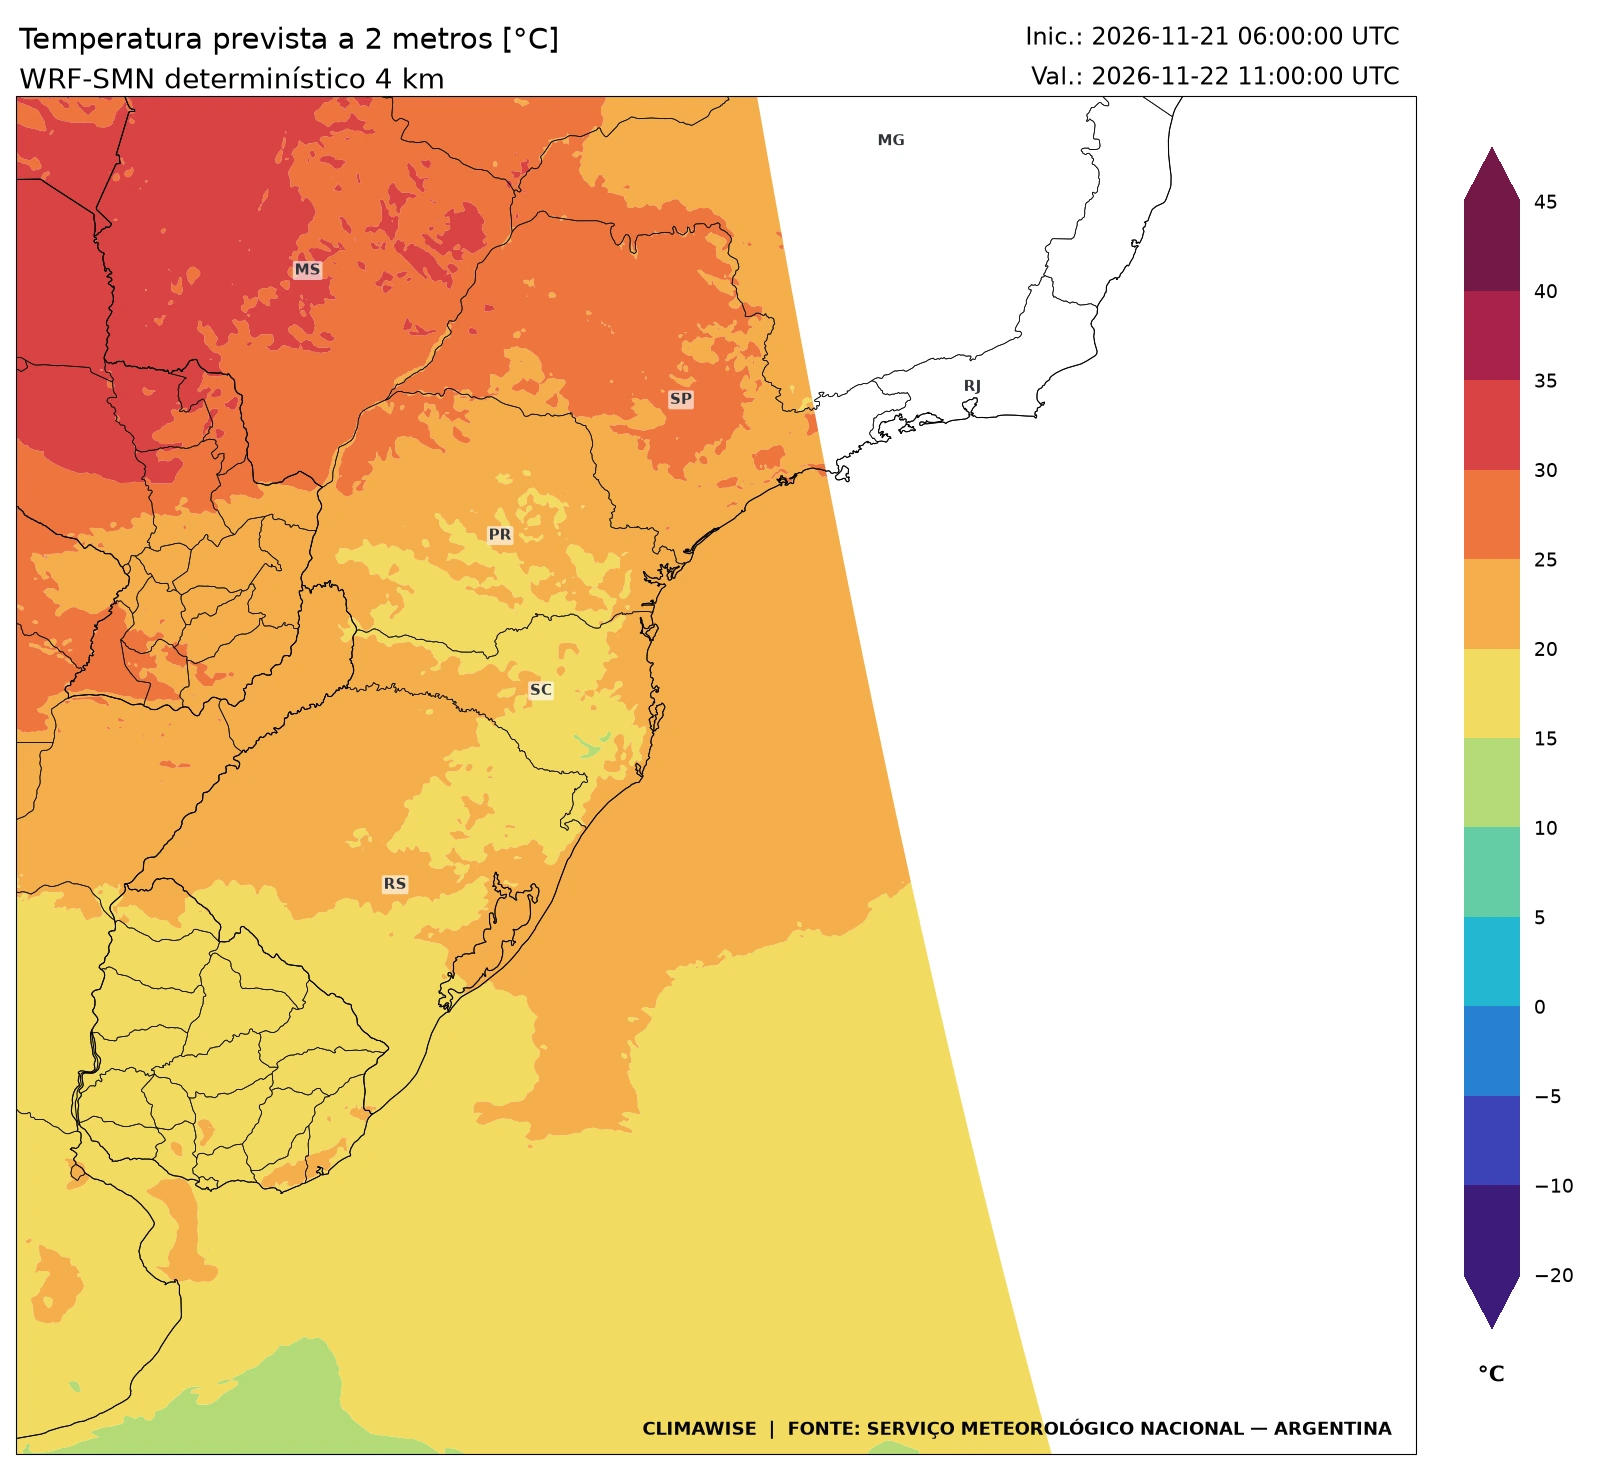 Temperatura prevista a 2 metros [°C]
WRF-SMN determinístico 4 km
Inic.: 2026-11-21 06:00:00 UTC
Val.: 2026-11-22 11:00:00 UTC
MG
MS
RJ
SP
PR
SC
RS
45
40
35
30
25
20
15
10
5
0
−5
−10
−20
°C
CLIMAWISE | FONTE: SERVIÇO METEOROLÓGICO NACIONAL — ARGENTINA